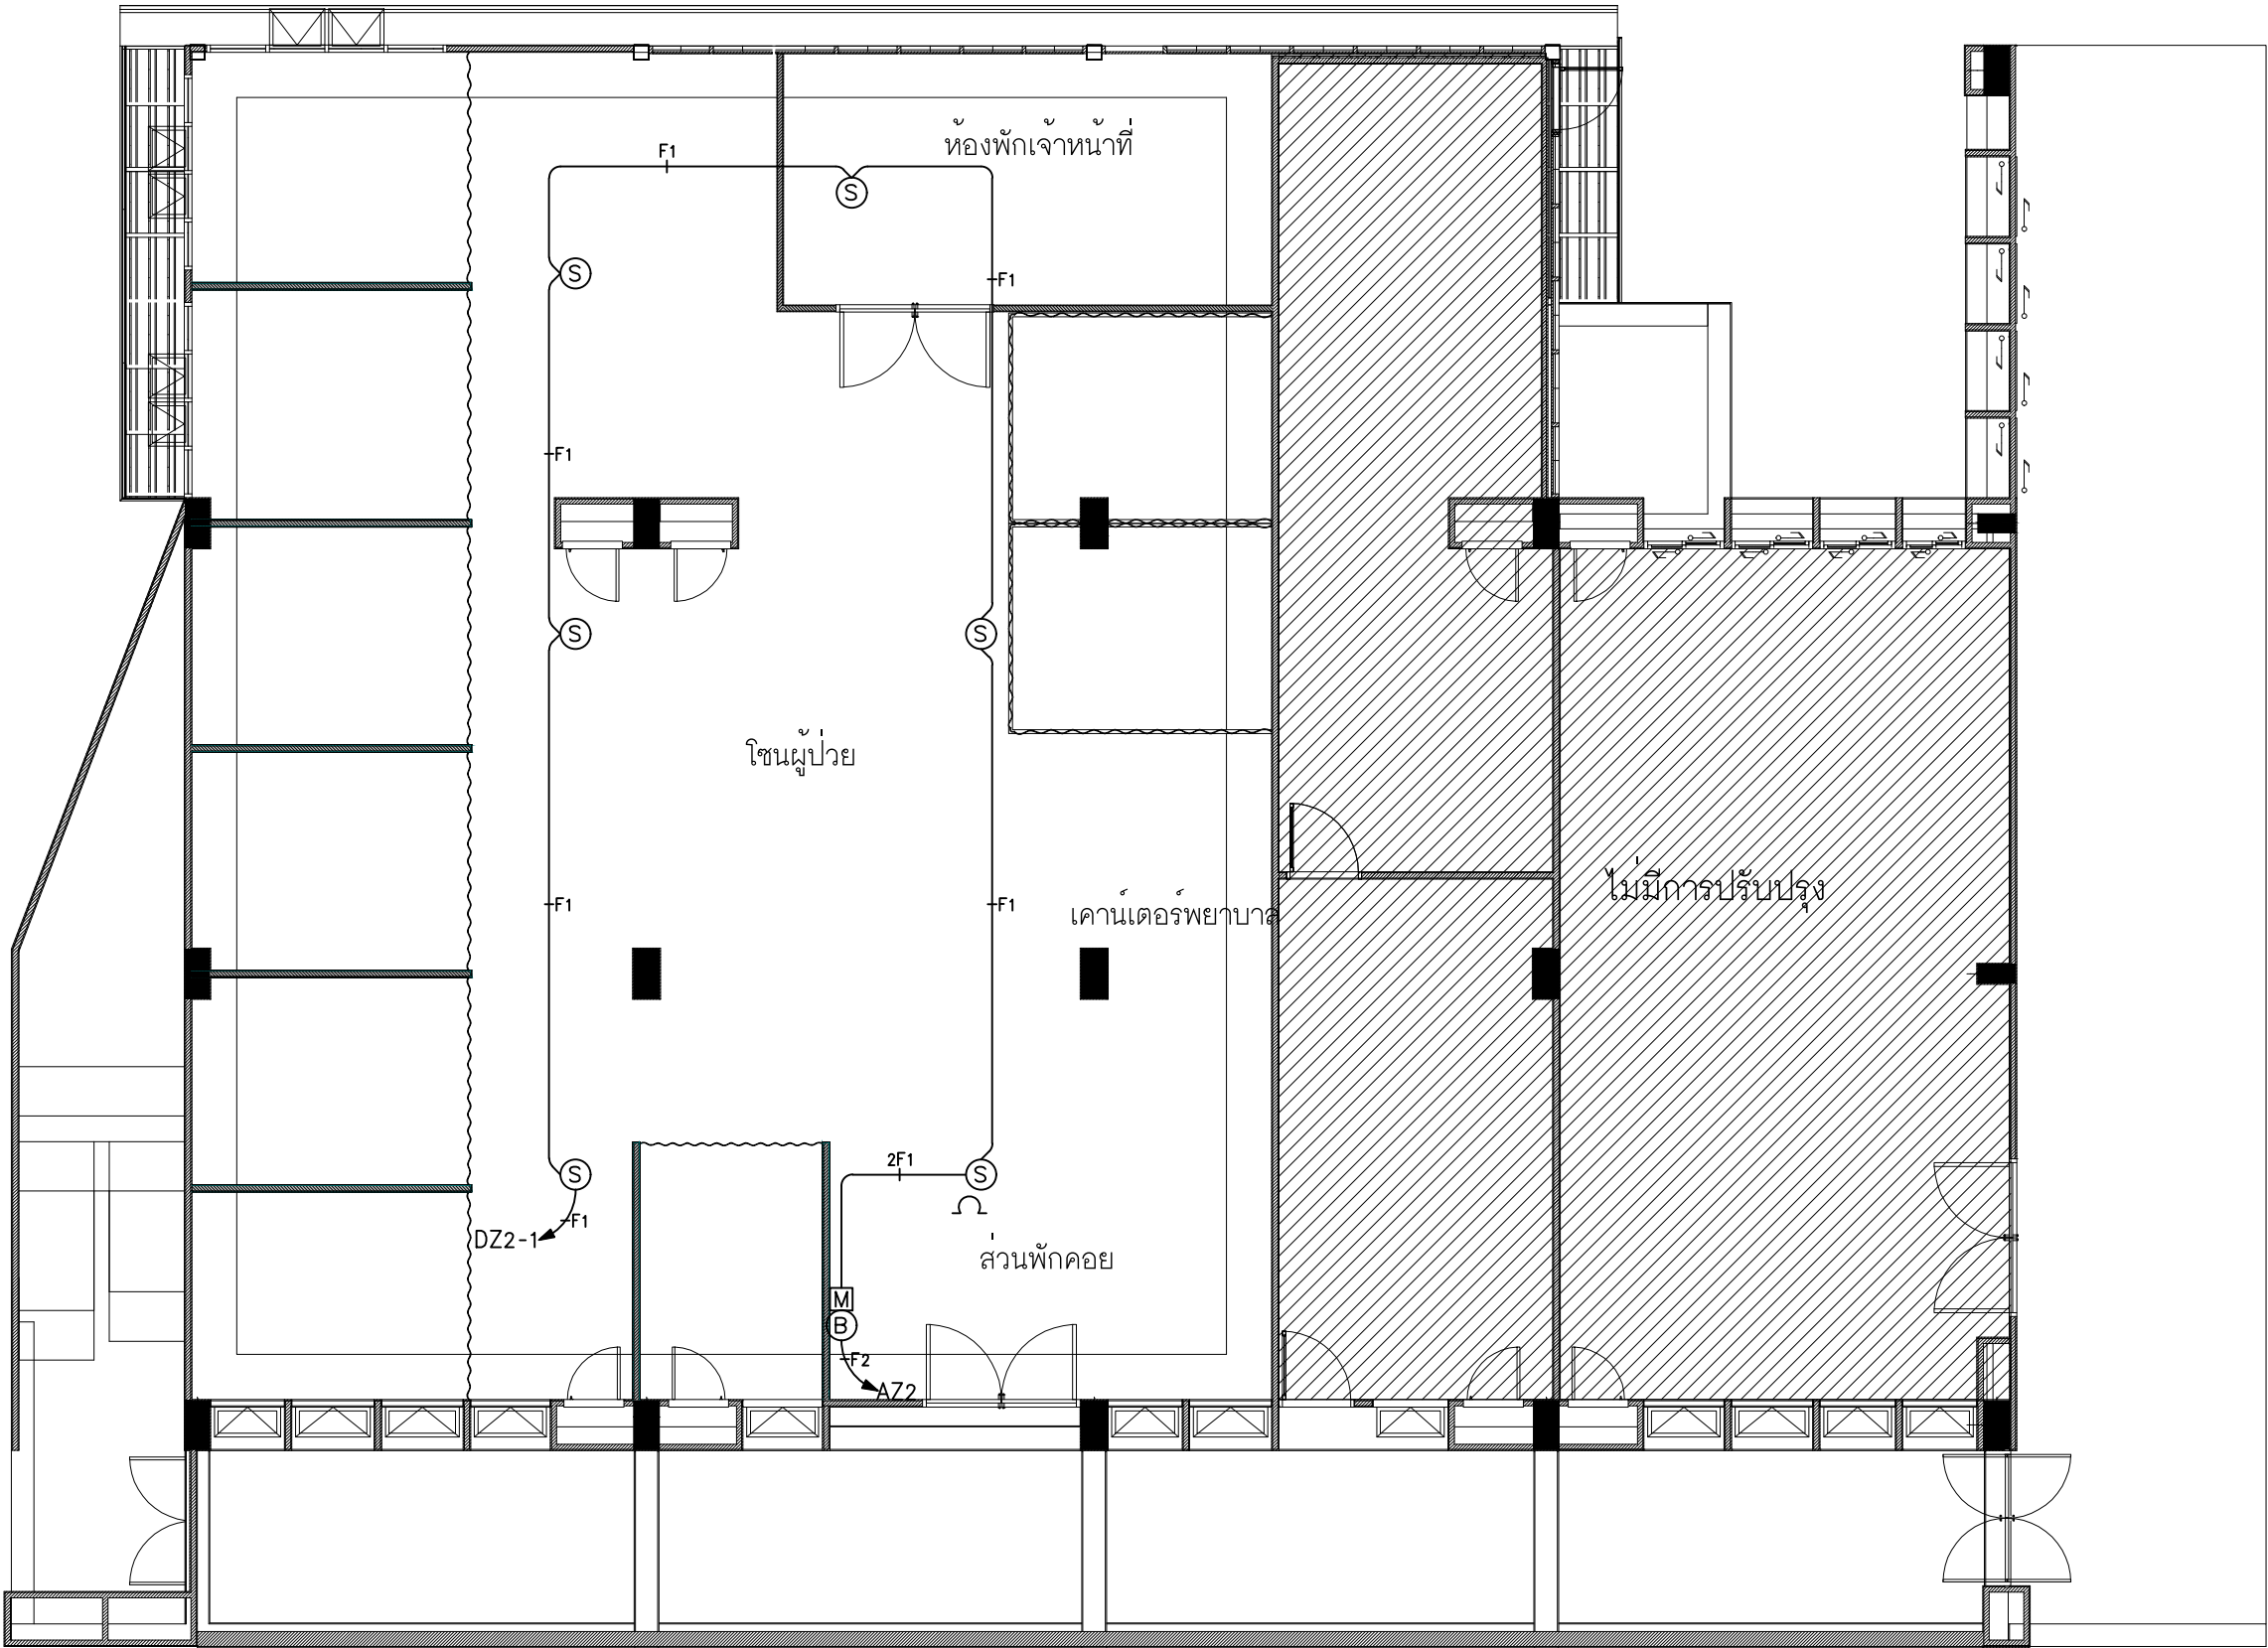 ห้องพักเจ้าหน้าที่
F1
S
S
F1
F1
S
S
โซนผู้ป่วย
ไม่มีการปรับปรุง
F1
F1
เคาน์เตอร์พยาบาล
2F1
S
S
F1
DZ2-1
ส่วนพักคอย
M
B
F2
AZ2